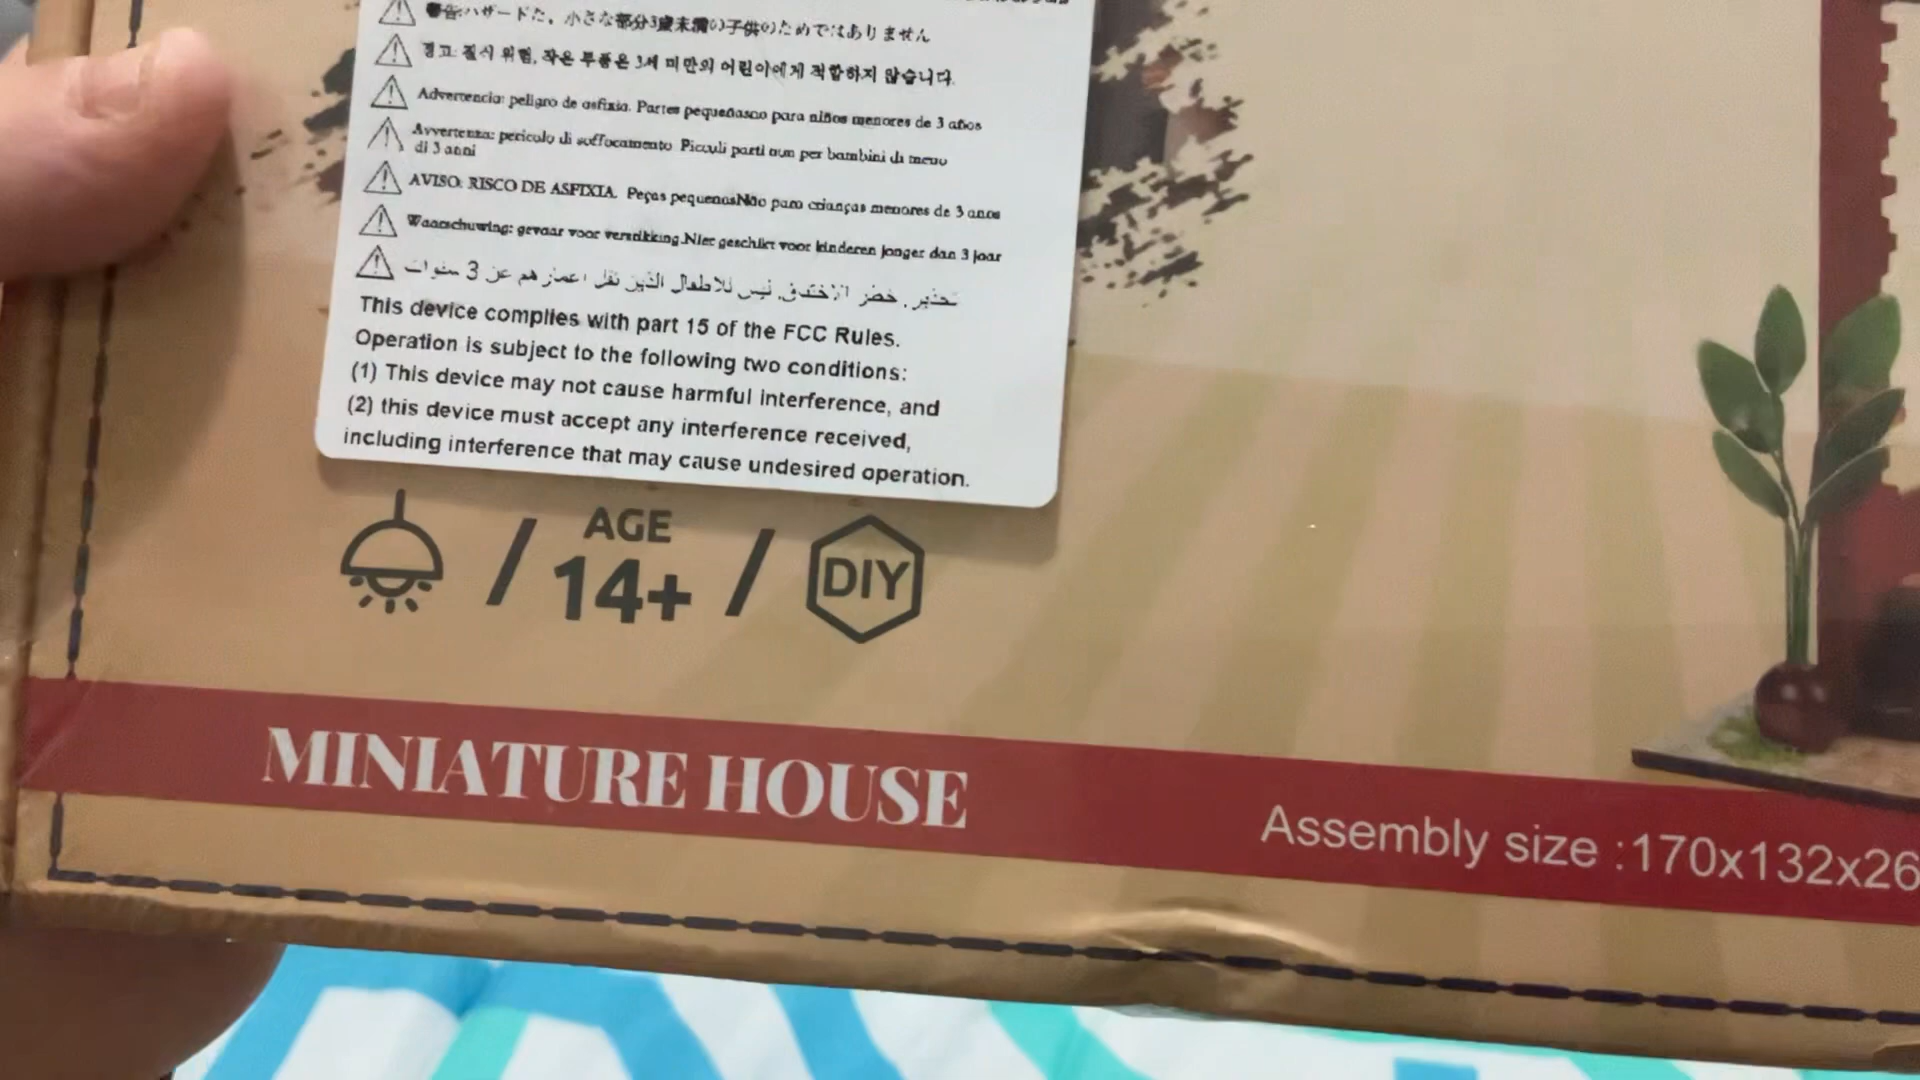 警告:ハザードた。小さな部分3歳未満の子供のためではありません
경고: 질식 위험, 작은 부품은 3세 미만의 어린이에게 적합하지 않습니다.
Advertencia: peligro de asfixia. Partes pequeñasno para niños menores de 3 años
Avvertenza: pericolo di soffocamento Piccoli parti non per bambini di meno
di 3 anni
AVISO: RISCO DE ASFIXIA. Peças pequenasNão para crianças menores de 3 anos
Waarschuwing: gevaar voor verstikking.Niet geschikt voor kinderen jonger dan 3 jaar
تحذير. خضر الاختناق. ليس للاطفال الذين تقل اعمارهم عن 3 سنوات
This device complies with part 15 of the FCC Rules.
Operation is subject to the following two conditions:
(1) This device may not cause harmful interference, and
(2) this device must accept any interference received,
including interference that may cause undesired operation.
AGE
14+
/ / DIY
MINIATURE HOUSE
Assembly size :170x132x26